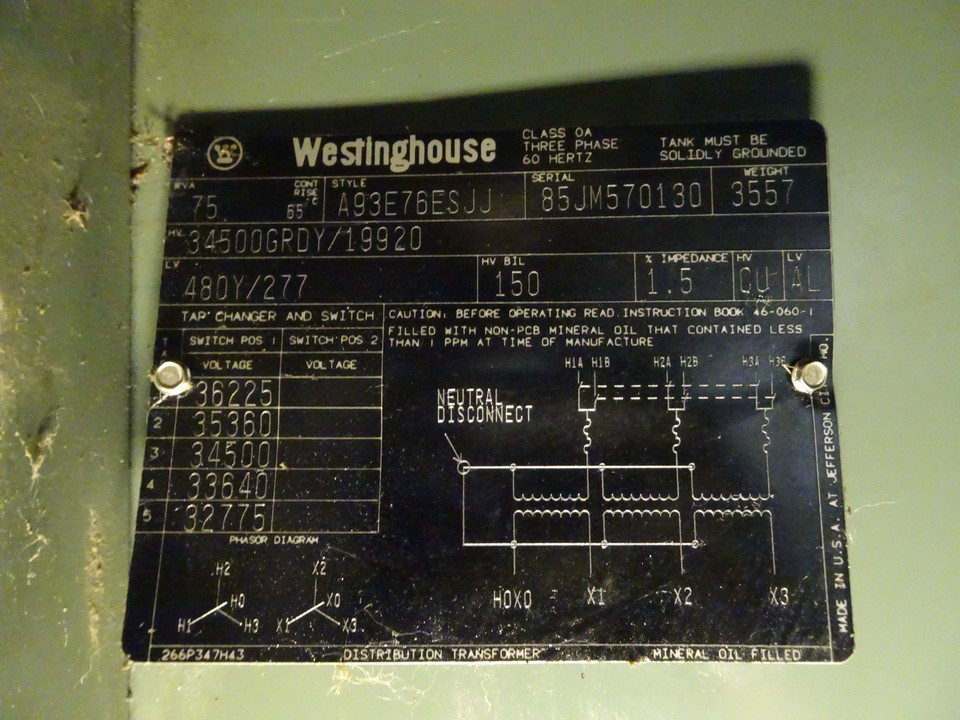 Westinghouse
CLASS OA
THREE PHASE
60 HERTZ
TANK MUST BE
SOLIDLY GROUNDED
KVA
75
CONT
RISE °C
65
STYLE
A93E76ESJJ
SERIAL
85JM570130
WEIGHT
3557
HV
34500GRDY/19920
LV
480Y/277
HV BIL
150
% IMPEDANCE
1.5
HV
CU
LV
AL
TAP CHANGER AND SWITCH
SWITCH POS 1 SWITCH POS 2
VOLTAGE VOLTAGE
36225
2 35360
3 34500
4 33640
5 32775
CAUTION: BEFORE OPERATING READ INSTRUCTION BOOK 46-060-1
FILLED WITH NON-PCB MINERAL OIL THAT CONTAINED LESS
THAN 1 PPM AT TIME OF MANUFACTURE
H1A H1B H2A H2B H3A
NEUTRAL
DISCONNECT
H0X0 X1 X2 X3
PHASOR DIAGRAM
H2 X2
H0 X0
H1 H3 X1 X3
266P347H43 DISTRIBUTION TRANSFORMER MINERAL OIL FILLED
MADE IN U.S.A. AT JEFFERSON MO.